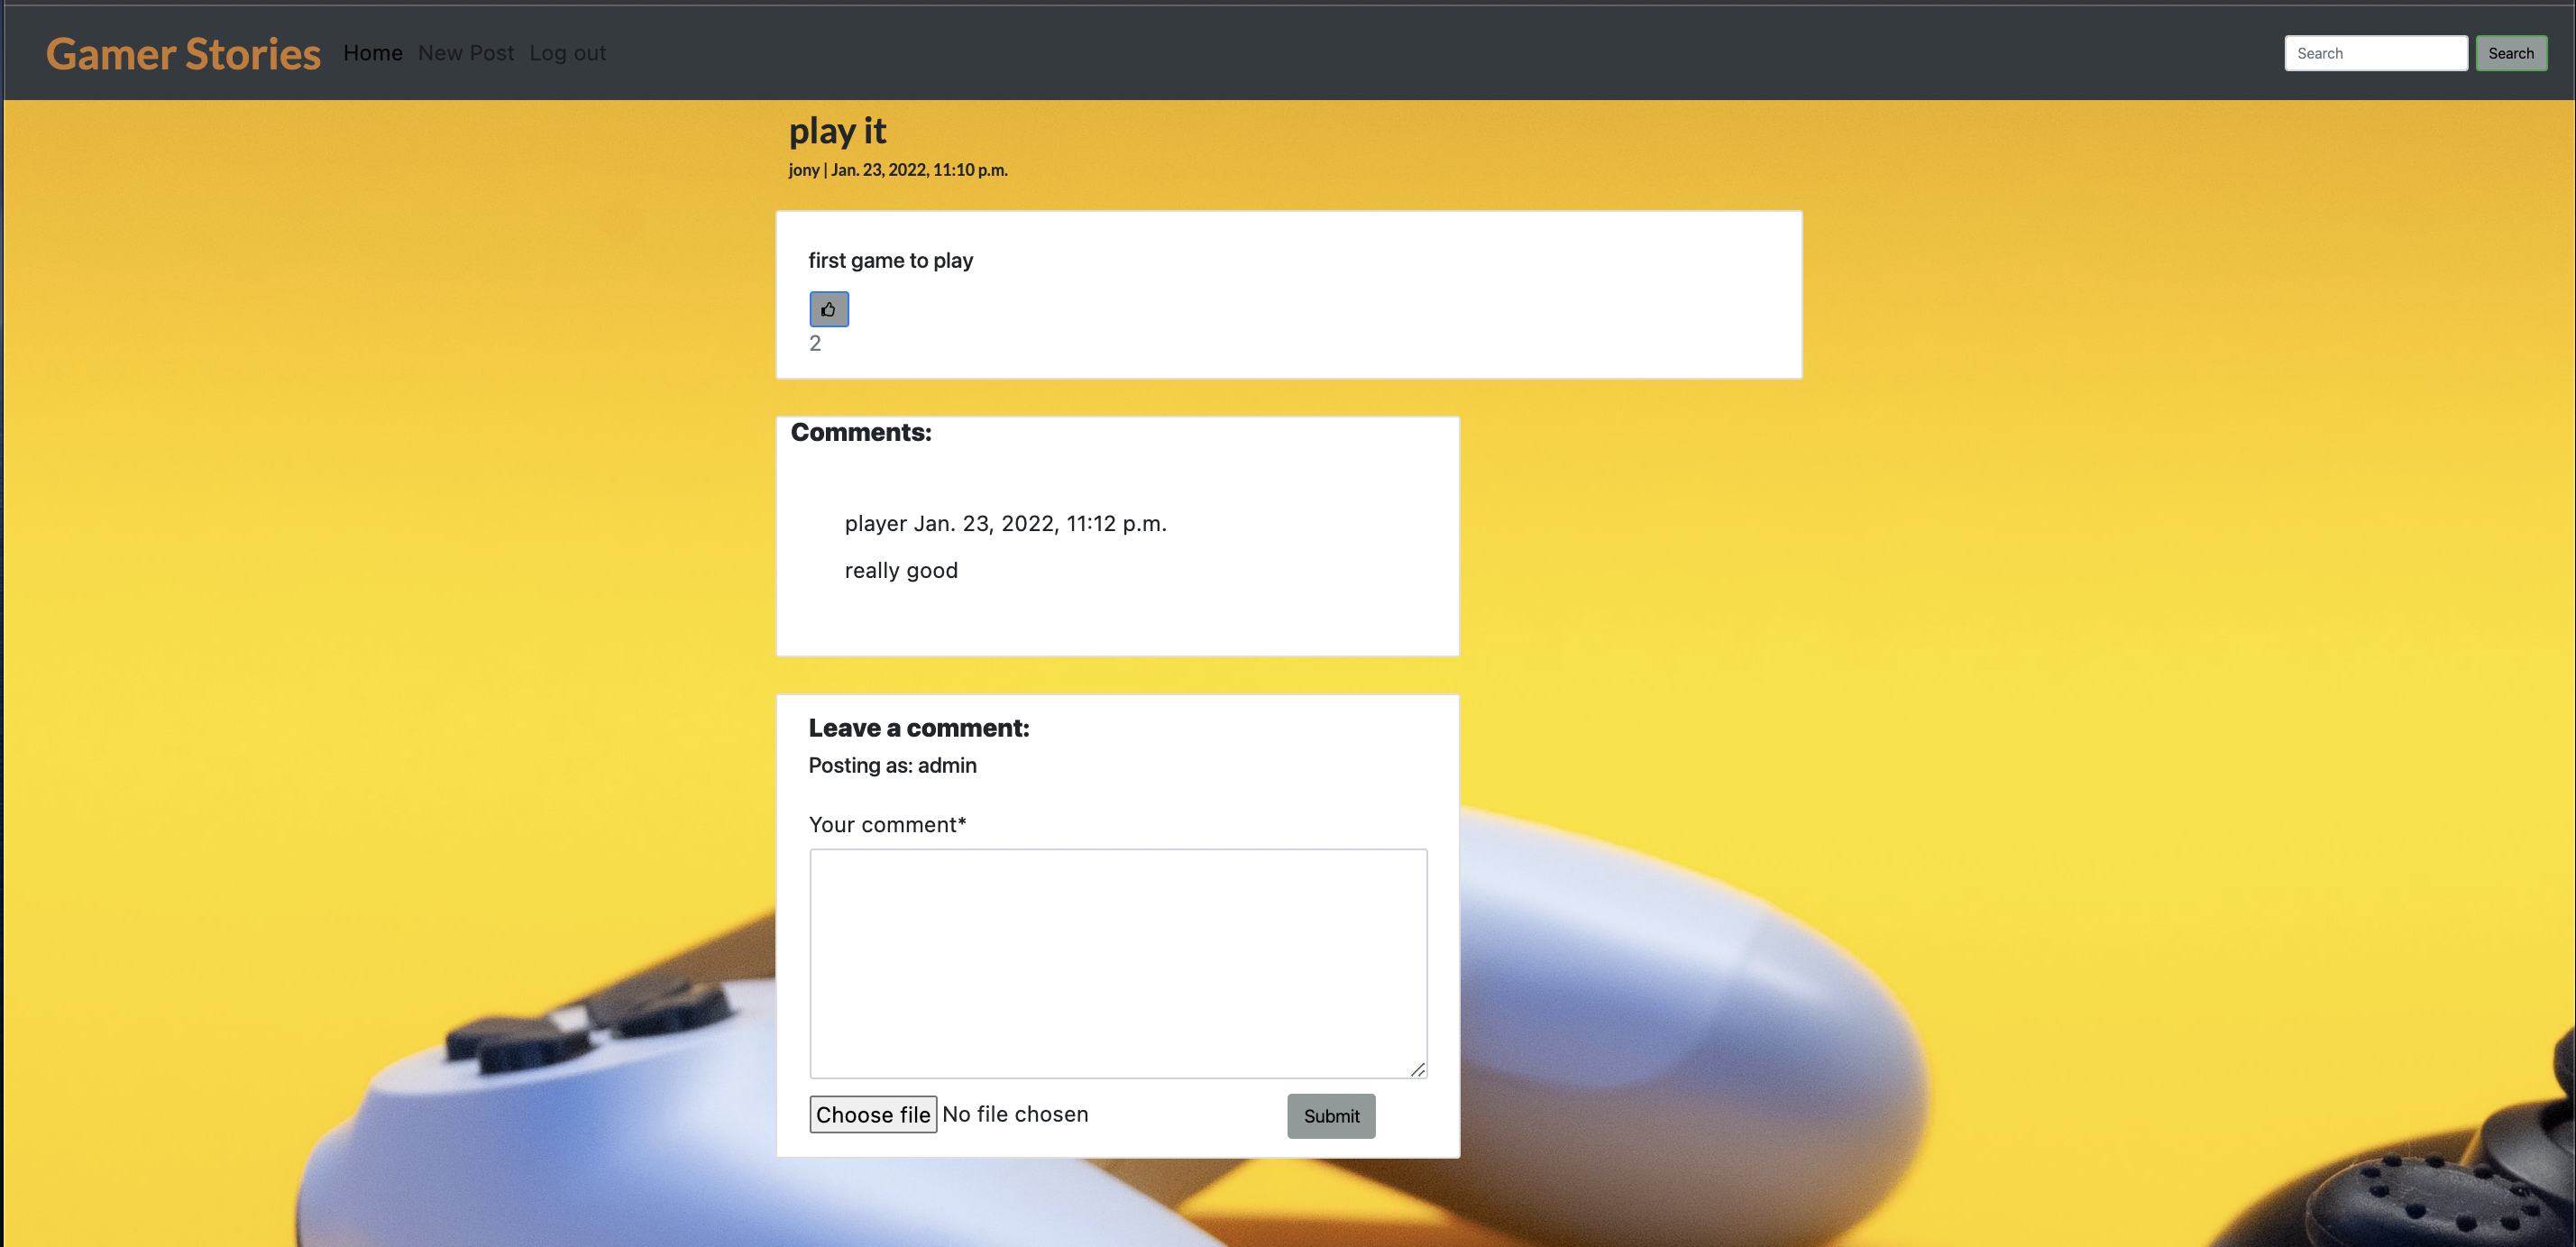 Gamer Stories Home New Post Log out Search Search
play it
jony | Jan. 23, 2022, 11:10 p.m.
first game to play
2
Comments:
player Jan. 23, 2022, 11:12 p.m.
really good
Leave a comment:
Posting as: admin
Your comment*
Choose file No file chosen Submit